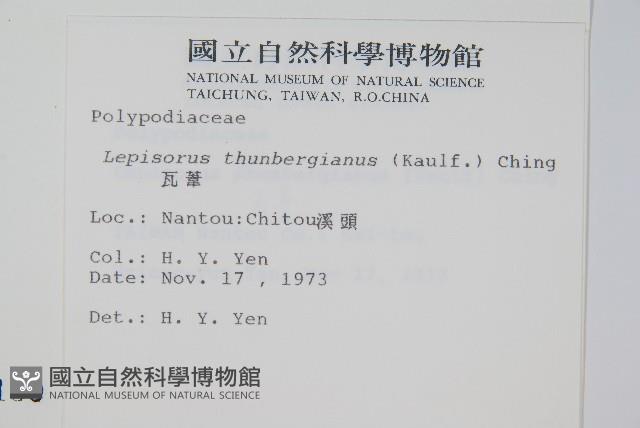 國立自然科學博物館
NATIONAL MUSEUM OF NATURAL SCIENCE
TAICHUNG, TAIWAN, R.O.CHINA
Polypodiaceae
Lepisorus thunbergianus (Kaulf.) Ching
瓦葦
Loc.: Nantou:Chitou溪頭
Col.: H. Y. Yen
Date: Nov. 17 , 1973
Det.: H. Y. Yen
國立自然科學博物館
NATIONAL MUSEUM OF NATURAL SCIENCE